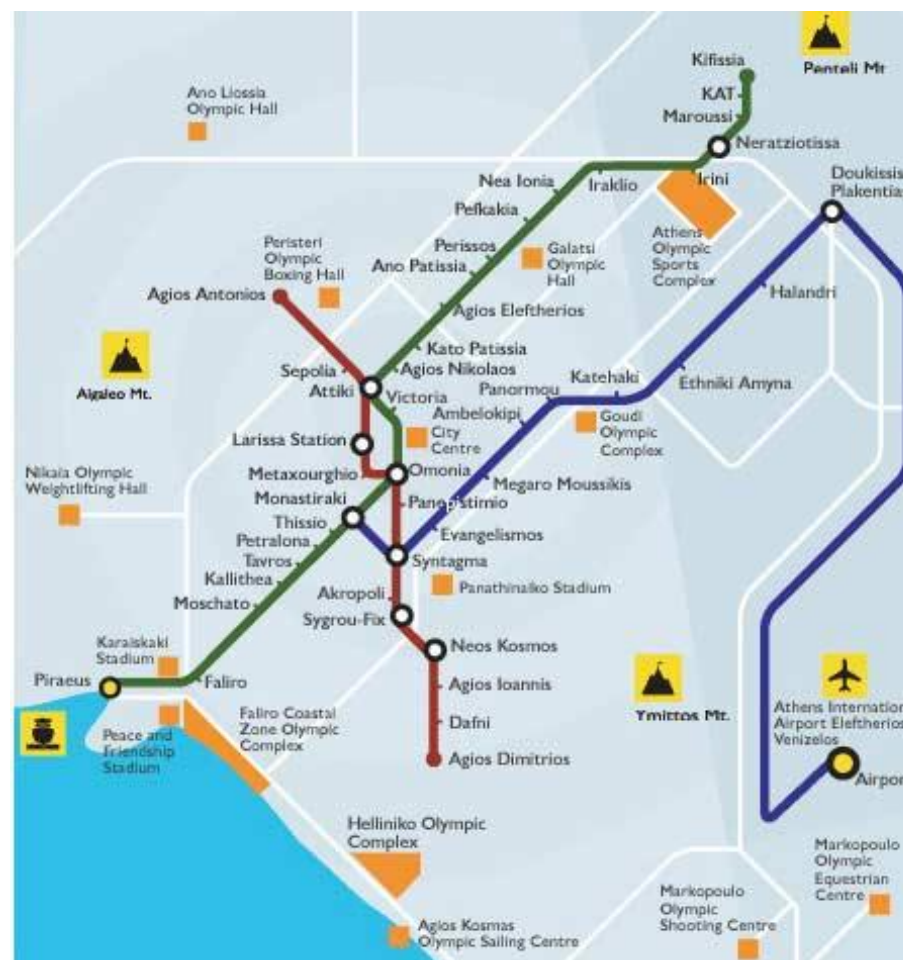 Kifissia
Penteli Mt
KAT
Maroussi
Neratziotissa
Ano Liossia
Olympic Hall
Doukissis
Plakentias
Nea Ionia
Iraklio
Irini
Pefkakia
Perissos
Ano Patissia
Galatsi
Olympic
Hall
Athens
Olympic
Sports
Complex
Peristeri
Olympic
Boxing Hall
Agios Antonios
Halandri
Agios Eleftherios
Kato Patissia
Agios Nikolaos
Sepolia
Attiki
Victoria
Aigaleo Mt.
Panormou
Katehaki
Ethniki Amyna
Ambelokipi
Larissa Station
City
Centre
Goudi
Olympic
Complex
Nikaia Olympic
Weightlifting Hall
Metaxourghio
Omonia
Megaro Moussikis
Monastiraki
Panepistimio
Thissio
Evangelismos
Petralona
Tavros
Syntagma
Kallithea
Moschato
Akropoli
Panathinaiko Stadium
Sygrou-Fix
Karaiskaki
Stadium
Neos Kosmos
Piraeus
Faliro
Agios Ioannis
Faliro Coastal
Zone Olympic
Complex
Ymittos Mt.
Athens Internation
Airport Eleftherios
Venizelos
Peace and
Friendship
Stadium
Dafni
Agios Dimitrios
Airpor
Helliniko Olympic
Complex
Markopoulo
Olympic
Equestrian
Centre
Markopoulo
Olympic
Shooting Centre
Agios Kosmas
Olympic Sailing Centre